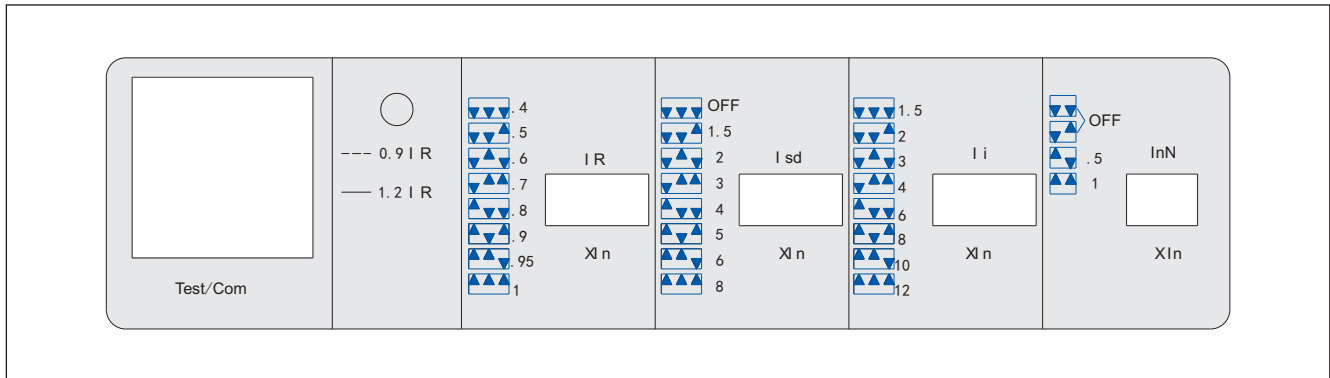 Test/Com
--- 0.9 I R
— 1.2 I R
.4
.5
.6
.7
.8
.9
.95
1
I R
XI n
OFF
1.5
2
3
4
5
6
8
I sd
XI n
1.5
2
3
4
6
8
10
12
I i
XI n
OFF
.5
1
InN
XIn